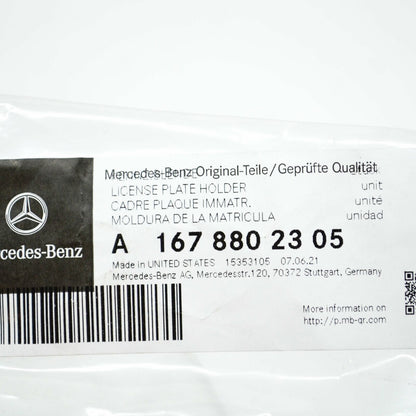 Mercedes-Benz Original-Teile/Geprüfte Qualität
LICENSE PLATE HOLDER unit
CADRE PLAQUE IMMATR. unité
MOLDURA DE LA MATRICULA unidad
cedes-Benz
A 167 880 23 05
Made in UNITED STATES 15353105 07.06.21
Mercedes-Benz AG, Mercedesstr.120, 70372 Stuttgart, Germany
More information on
http://p.mb-qr.com